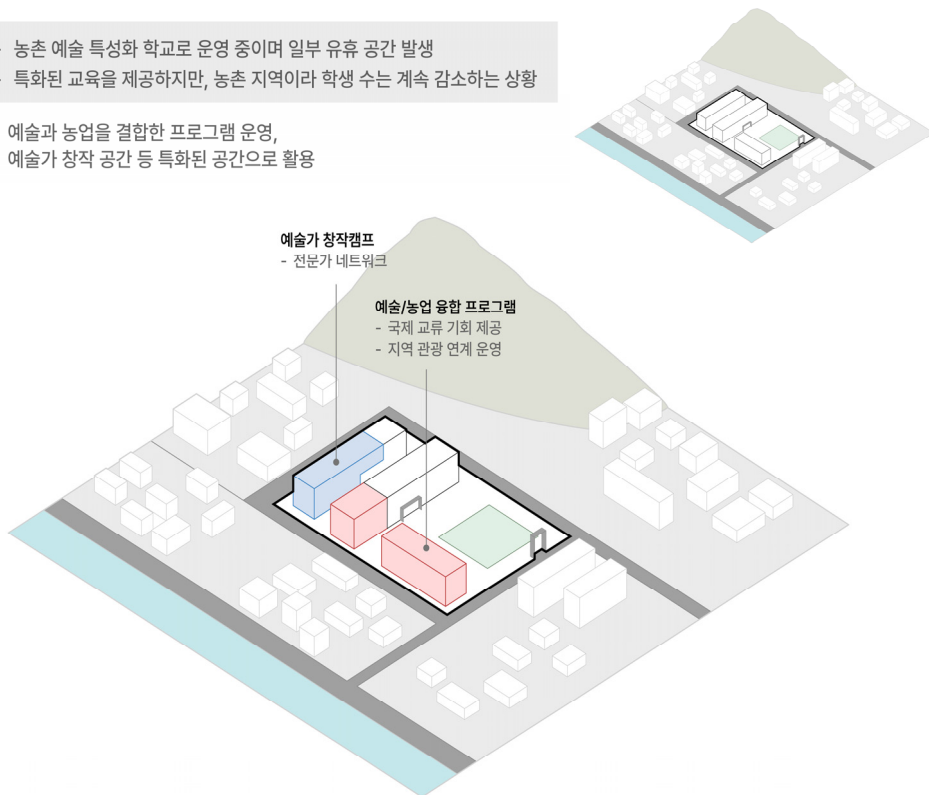 농촌 예술 특성화 학교로 운영 중이며 일부 유휴 공간 발생
특화된 교육을 제공하지만, 농촌 지역이라 학생 수는 계속 감소하는 상황
예술과 농업을 결합한 프로그램 운영,
예술가 창작 공간 등 특화된 공간으로 활용
예술가 창작캠프
- 전문가 네트워크
예술/농업 융합 프로그램
- 국제 교류 기회 제공
- 지역 관광 연계 운영